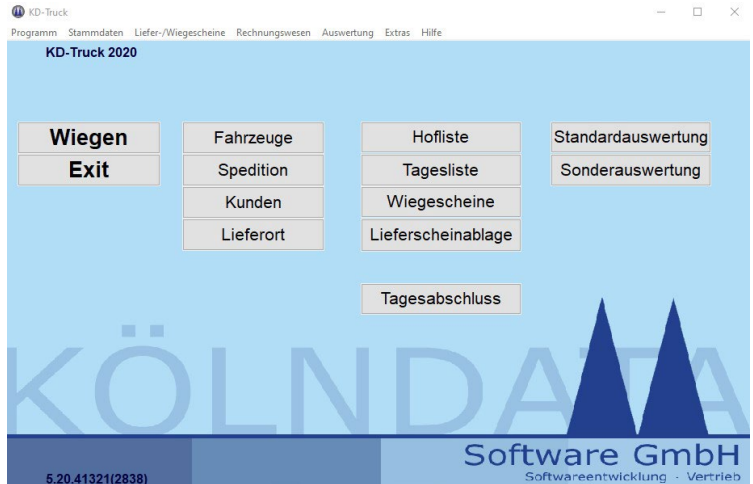 KD-Truck
Programm Stammdaten Liefer-/Wiegescheine Rechnungswesen Auswertung Extras Hilfe
KD-Truck 2020
Wiegen Fahrzeuge Hofliste Standardauswertung
Exit Spedition Tagesliste Sonderauswertung
Kunden Wiegescheine
Lieferort Lieferscheinablage
Tagesabschluss
KÖLNDATA
Software GmbH
5.20.41321(2838) Softwareentwicklung - Vertrieb